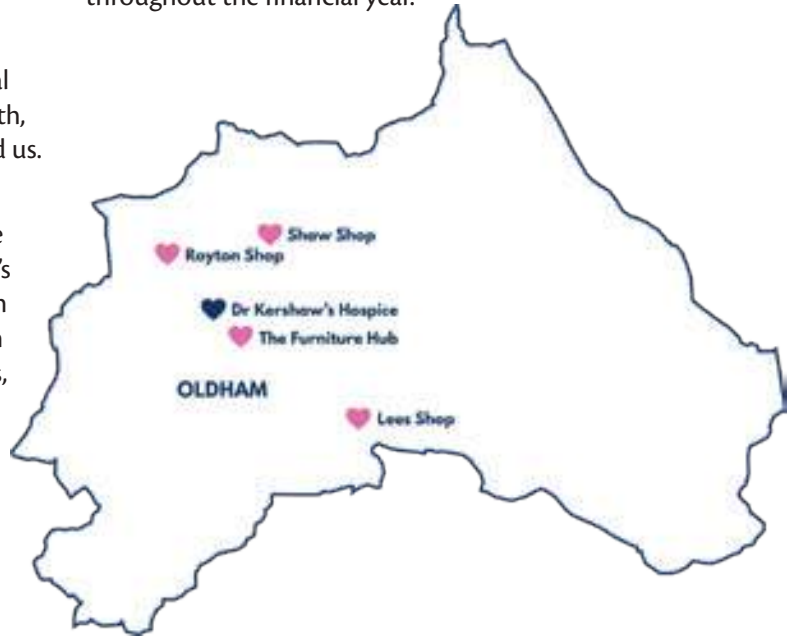 throughout the financial year.
al
th,
d us.
e
's
n
n
s,
Shaw Shop
Royton Shop
Dr Kershaw's Hospice
The Furniture Hub
OLDHAM
Lees Shop